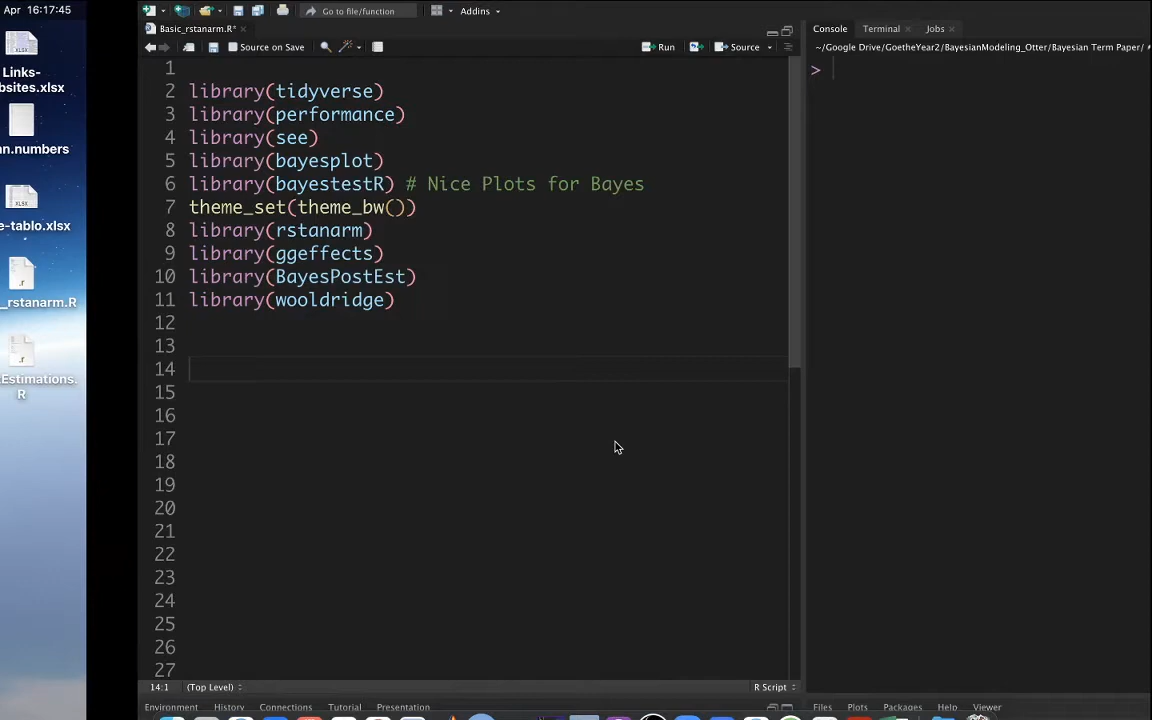 Apr 16:17:45
Go to file/function
Addins
XLSX
Links-
bsites.xlsx
an.numbers
XLSX
e-tablo.xlsx
.r
_rstanarm.R
.r
Estimations.
R
Basic_rstanarm.R*
Source on Save
Run
Source
1
2 library(tidyverse)
3 library(performance)
4 library(see)
5 library(bayesplot)
6 library(bayestestR) # Nice Plots for Bayes
7 theme_set(theme_bw())
8 library(rstanarm)
9 library(ggeffects)
10 library(BayesPostEst)
11 library(wooldridge)
12
13
14
15
16
17
18
19
20
21
22
23
24
25
26
27
14:1 (Top Level) R Script
Environment History Connections Tutorial Presentation
Console Terminal Jobs
~/Google Drive/GoetheYear2/BayesianModeling_Otter/Bayesian Term Paper/
>
Files Plots Packages Help Viewer